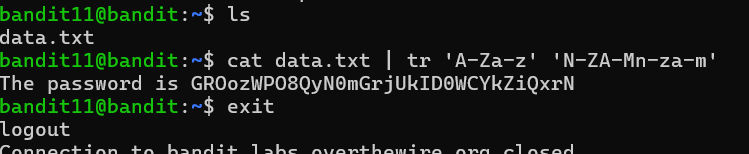 bandit11@bandit:~$ ls
data.txt
bandit11@bandit:~$ cat data.txt | tr 'A-Za-z' 'N-ZA-Mn-za-m'
The password is GROozWPO8QyN0mGrjUkID0WCYkZiQxrN
bandit11@bandit:~$ exit
logout
Connection to bandit.labs.overthewire.org closed